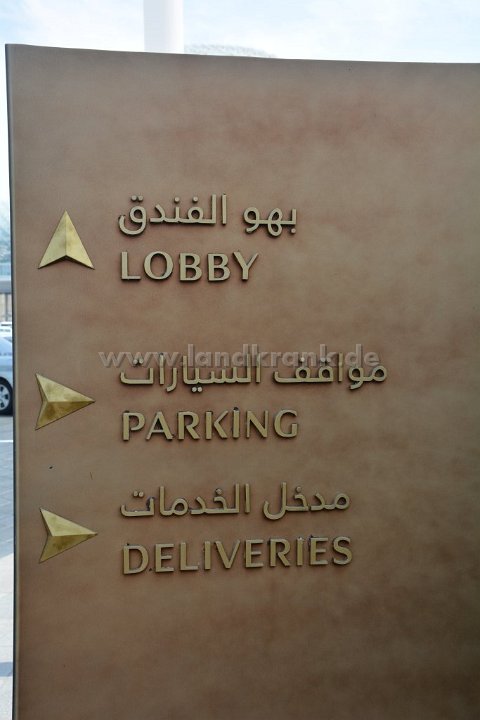 بهو الفندق
LOBBY
www.landkrank.de
مواقف السيارات
PARKING
مدخل الخدمات
DELIVERIES